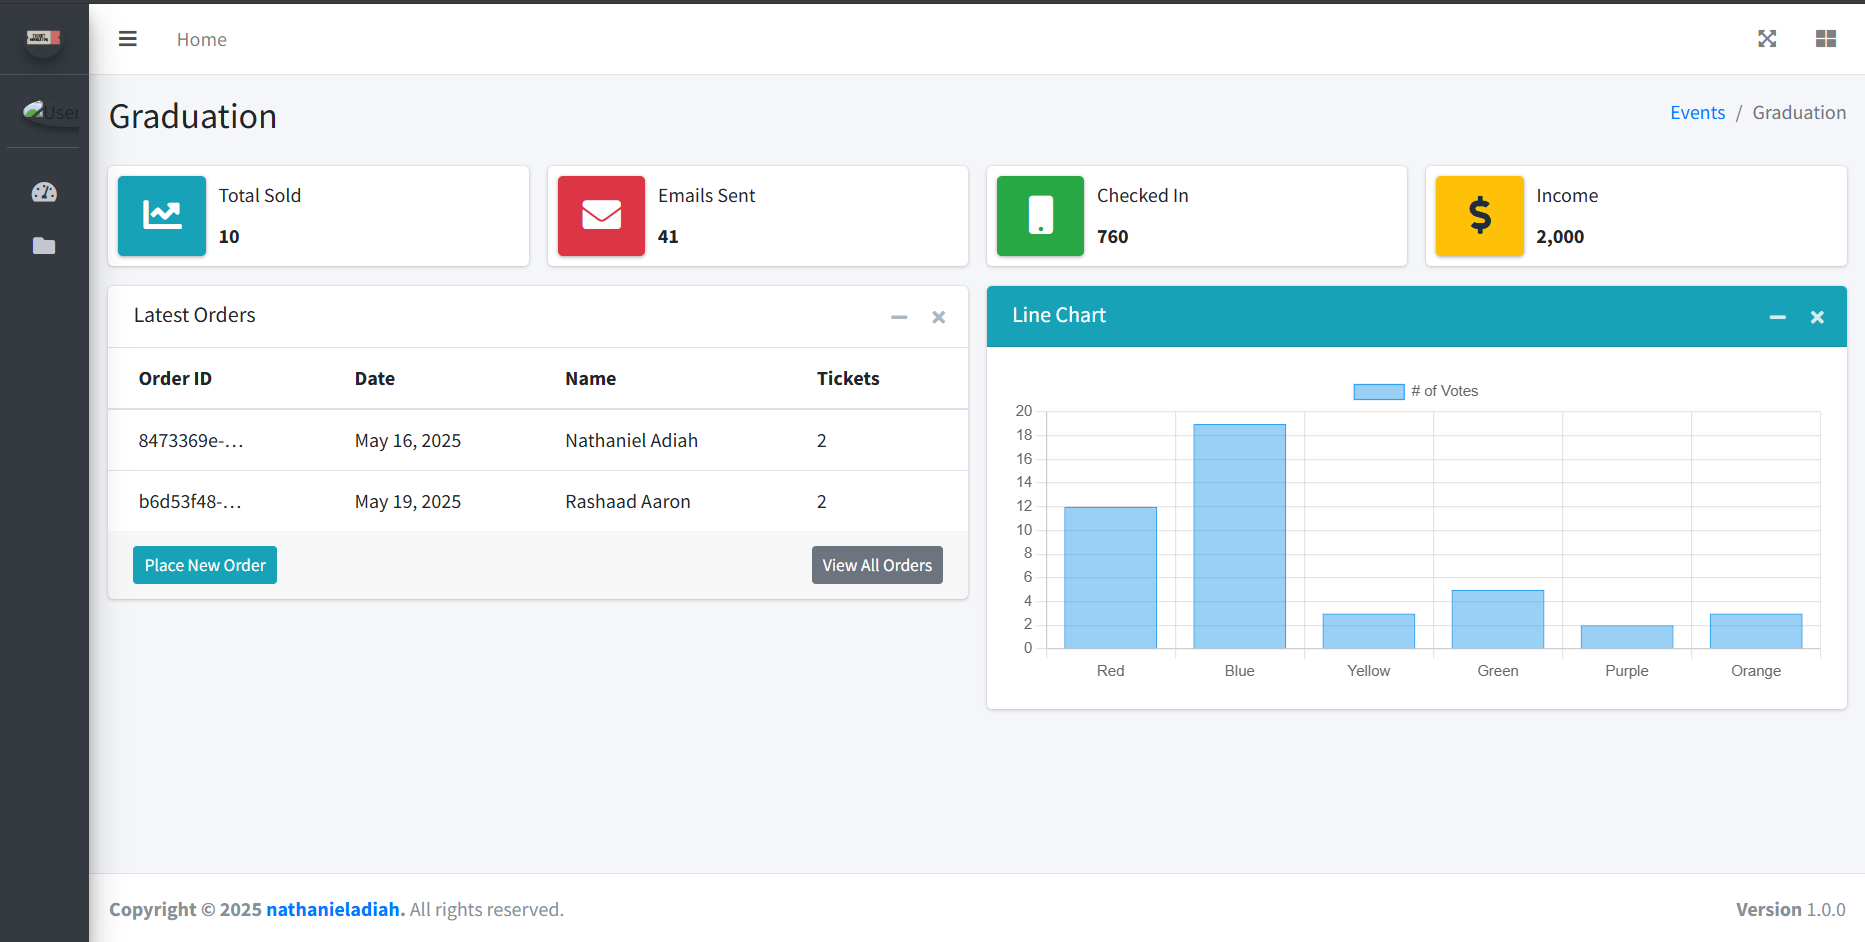 Home
Graduation
Events / Graduation
Total Sold
10
Emails Sent
41
Checked In
760
Income
2,000
Latest Orders
Order ID Date Name Tickets
8473369e-… May 16, 2025 Nathaniel Adiah 2
b6d53f48-… May 19, 2025 Rashaad Aaron 2
Place New Order
View All Orders
Line Chart
# of Votes
20
18
16
14
12
10
8
6
4
2
0
Red Blue Yellow Green Purple Orange
Copyright © 2025 nathanieladiah. All rights reserved.
Version 1.0.0